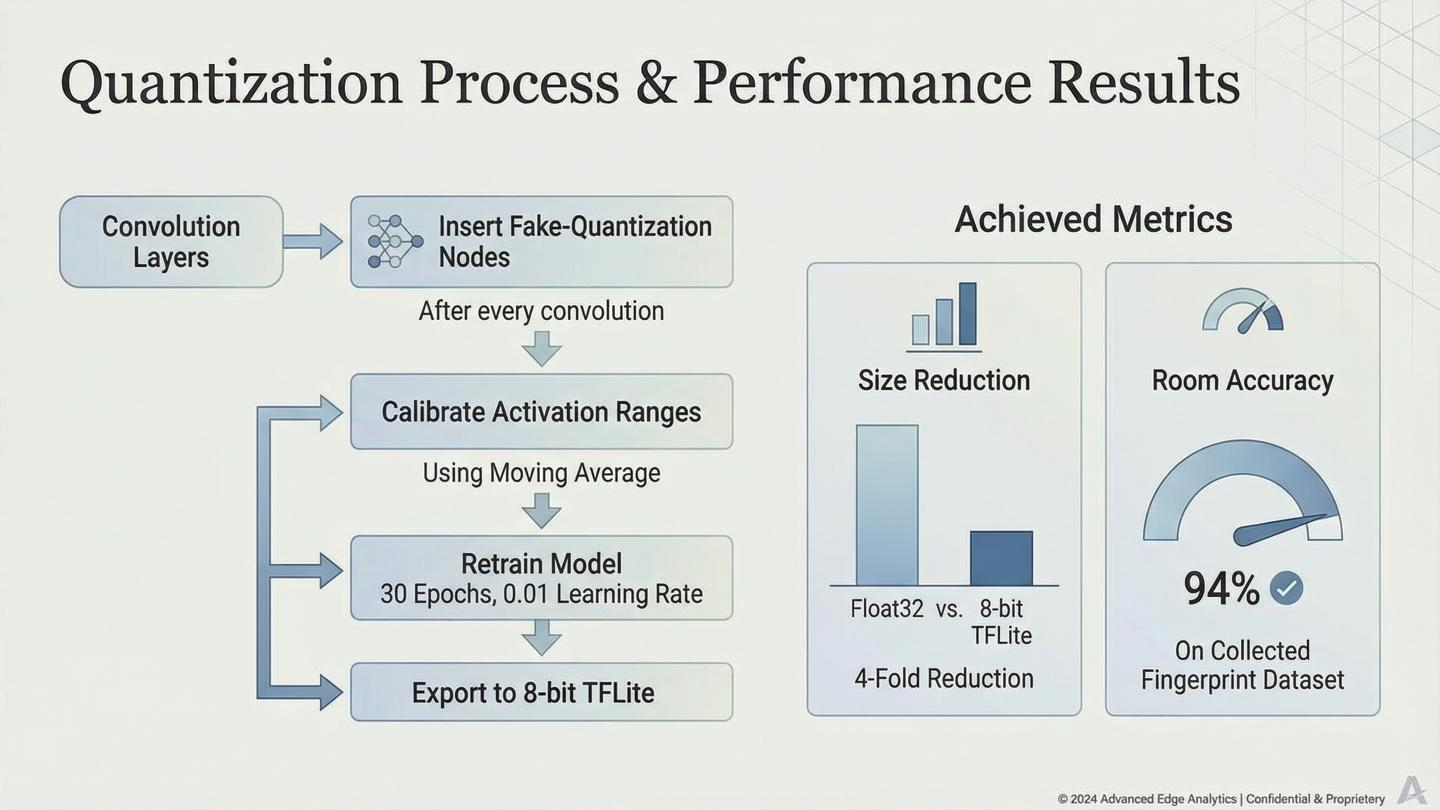 Quantization Process & Performance Results
Convolution
Layers
Insert Fake-Quantization
Nodes
After every convolution
Calibrate Activation Ranges
Using Moving Average
Retrain Model
30 Epochs, 0.01 Learning Rate
Export to 8-bit TFLite
Achieved Metrics
Size Reduction
Float32 vs. 8-bit
TFLite
4-Fold Reduction
Room Accuracy
94%
On Collected
Fingerprint Dataset
© 2024 Advanced Edge Analytics | Confidential & Proprietery